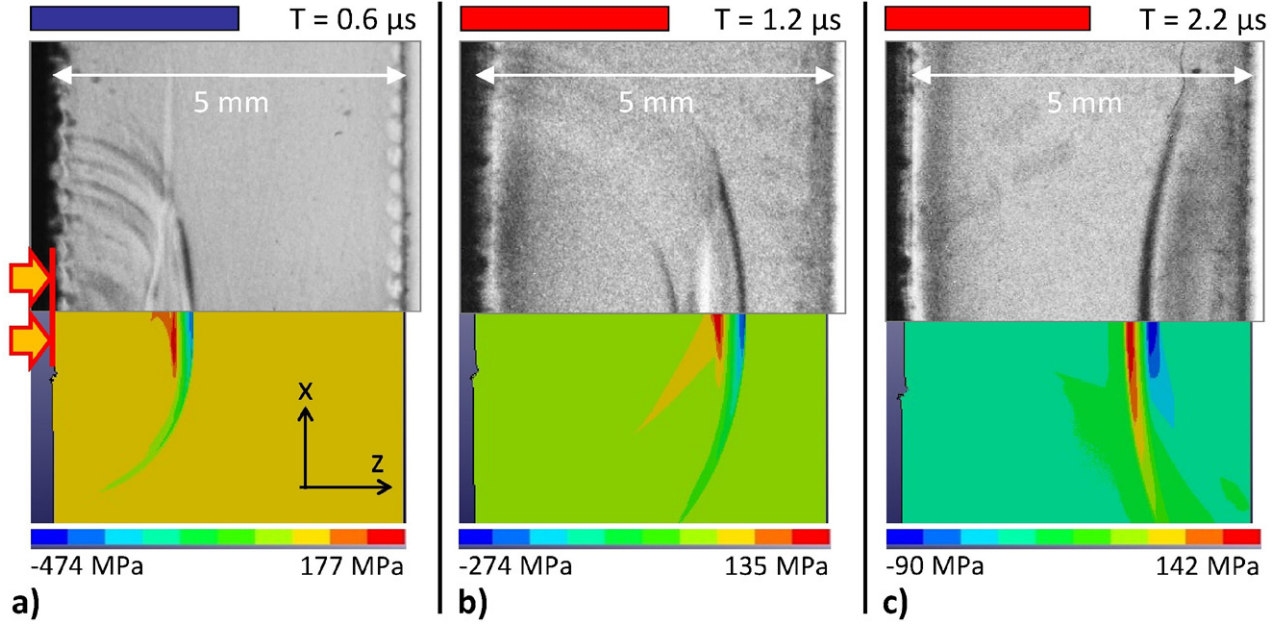 T = 0.6 µs
T = 1.2 µs
T = 2.2 µs
5 mm
5 mm
5 mm
x
z
-474 MPa 177 MPa
-274 MPa 135 MPa
-90 MPa 142 MPa
a)
b)
c)